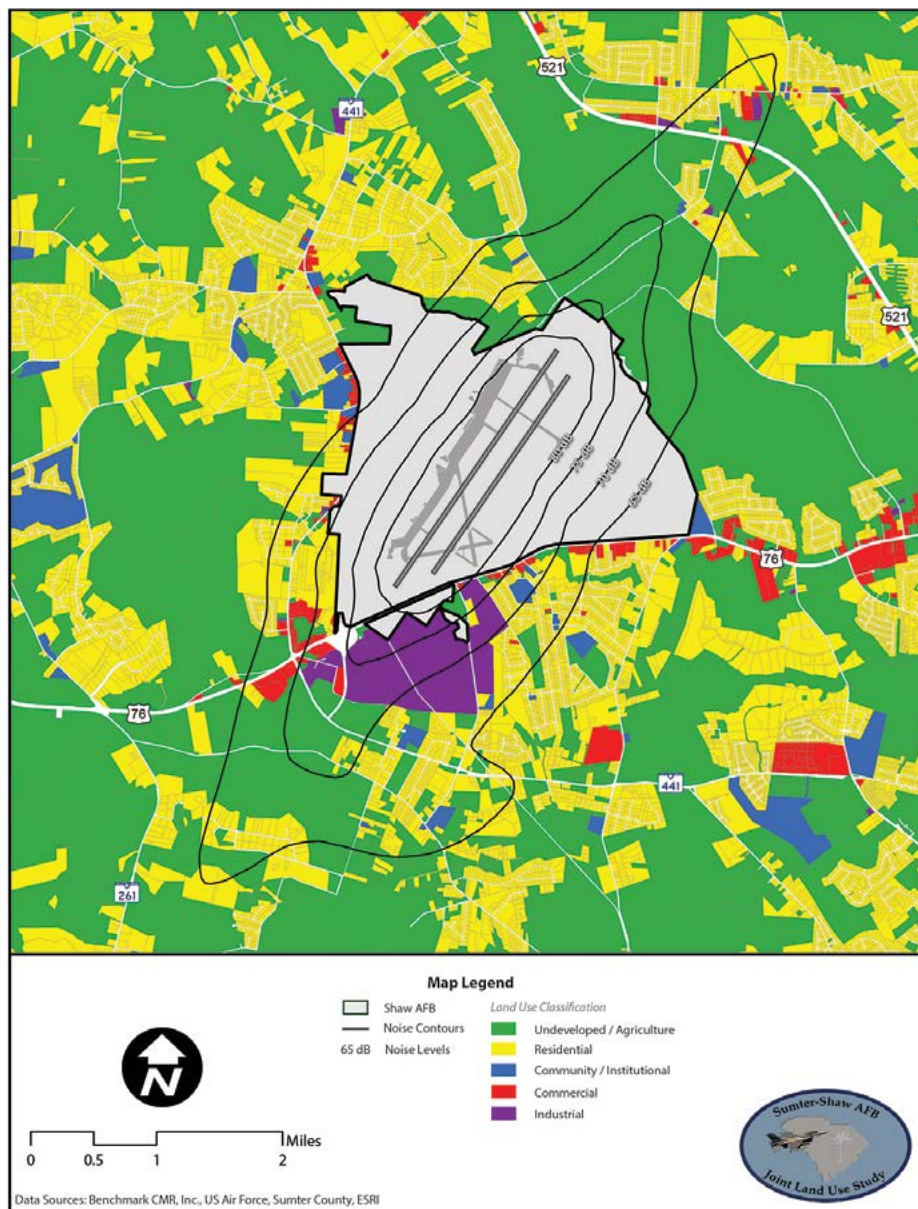 521
441
521
80 dB
75 dB
70 dB
65 dB
76
76
441
261
Map Legend
Shaw AFB
Noise Contours
65 dB Noise Levels
Land Use Classification
Undeveloped / Agriculture
Residential
Community / Institutional
Commercial
Industrial
N
Miles
0 0.5 1 2
Sumter-Shaw AFB
Joint Land Use Study
Data Sources: Benchmark CMR, Inc., US Air Force, Sumter County, ESRI